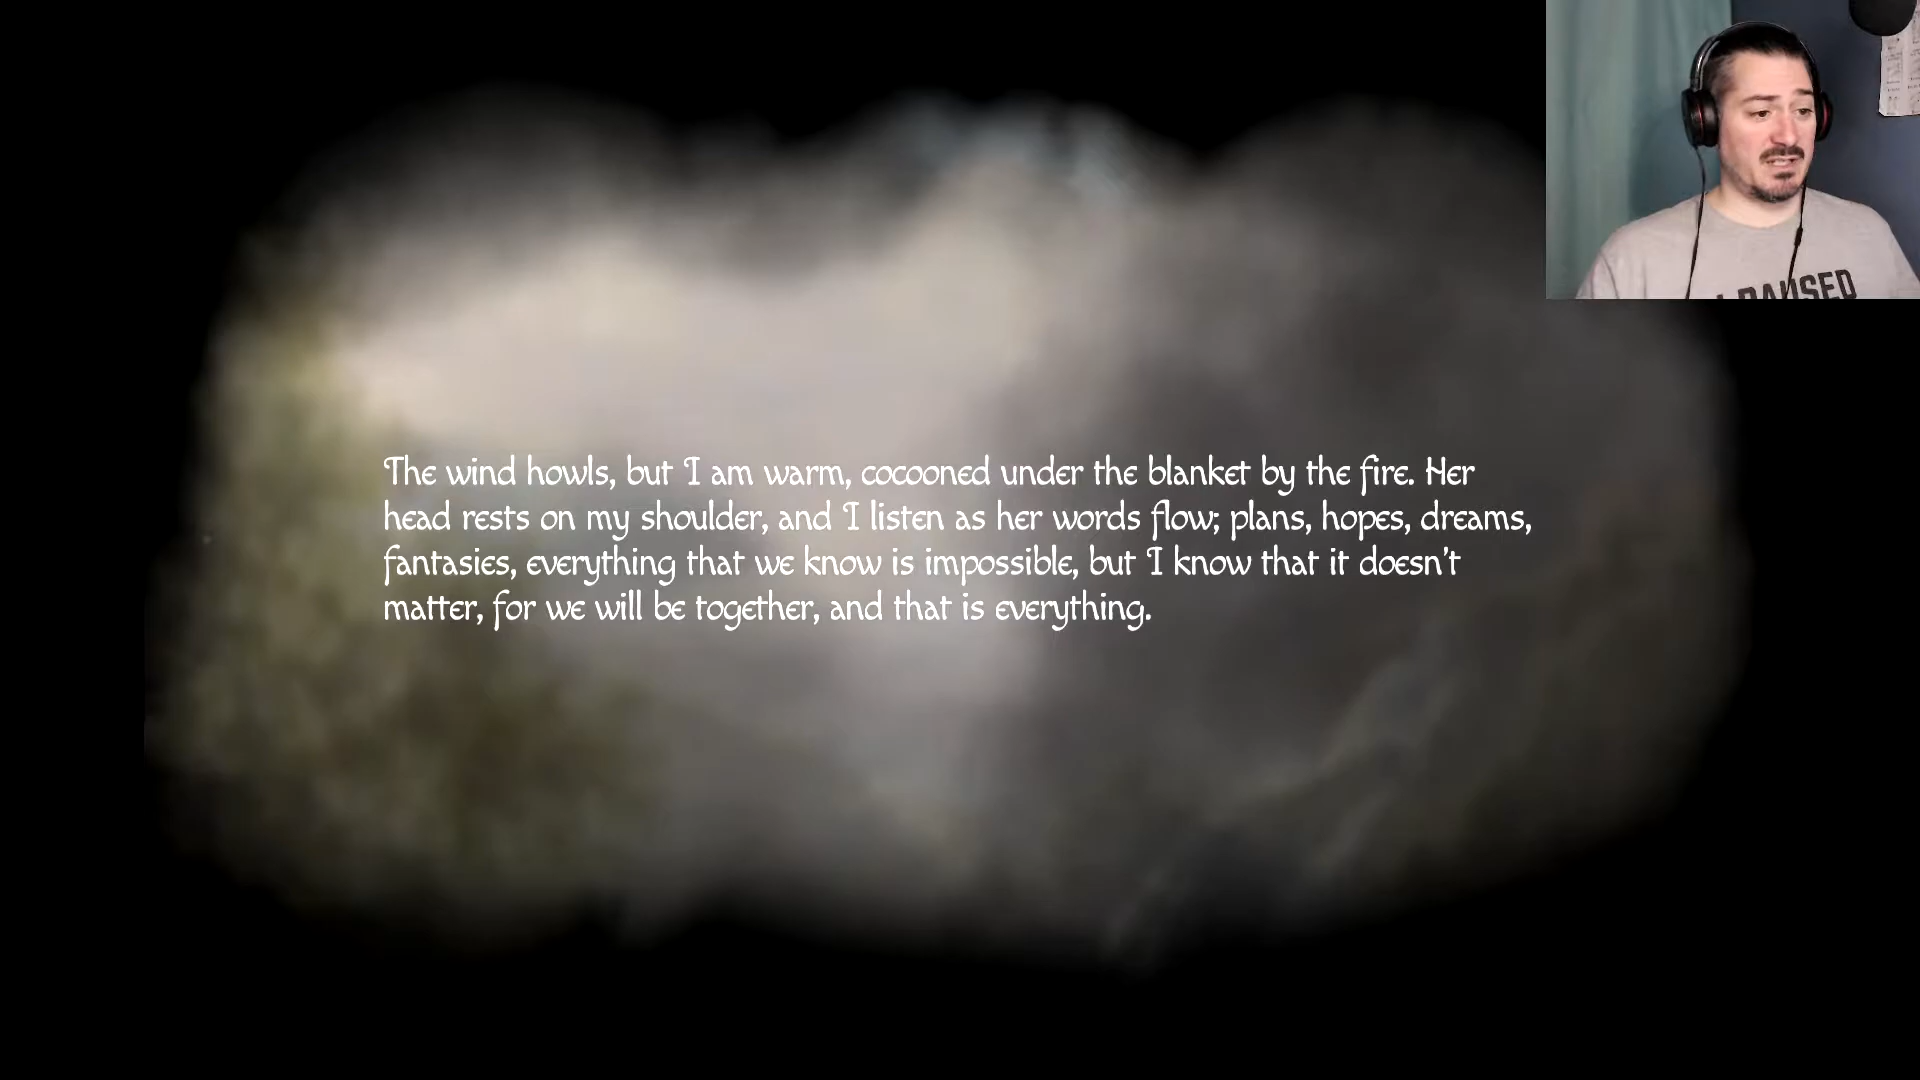 The wind howls, but I am warm, cocooned under the blanket by the fire. Her
head rests on my shoulder, and I listen as her words flow; plans, hopes, dreams,
fantasies, everything that we know is impossible, but I know that it doesn't
matter, for we will be together, and that is everything.
PAUSED